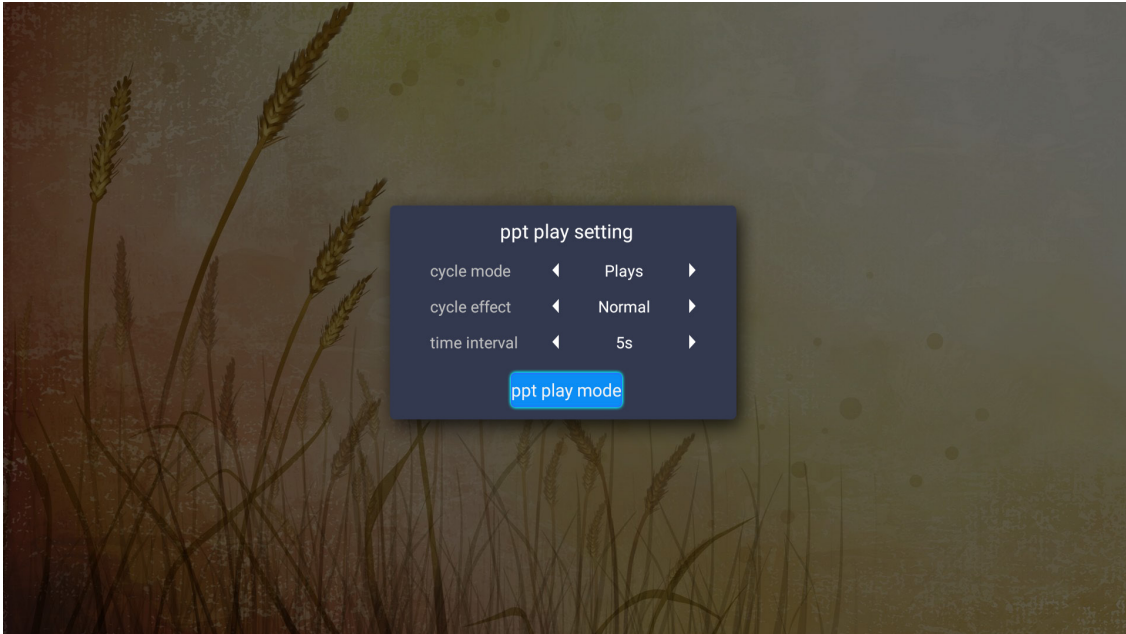 ppt play setting
cycle mode Plays
cycle effect Normal
time interval 5s
ppt play mode